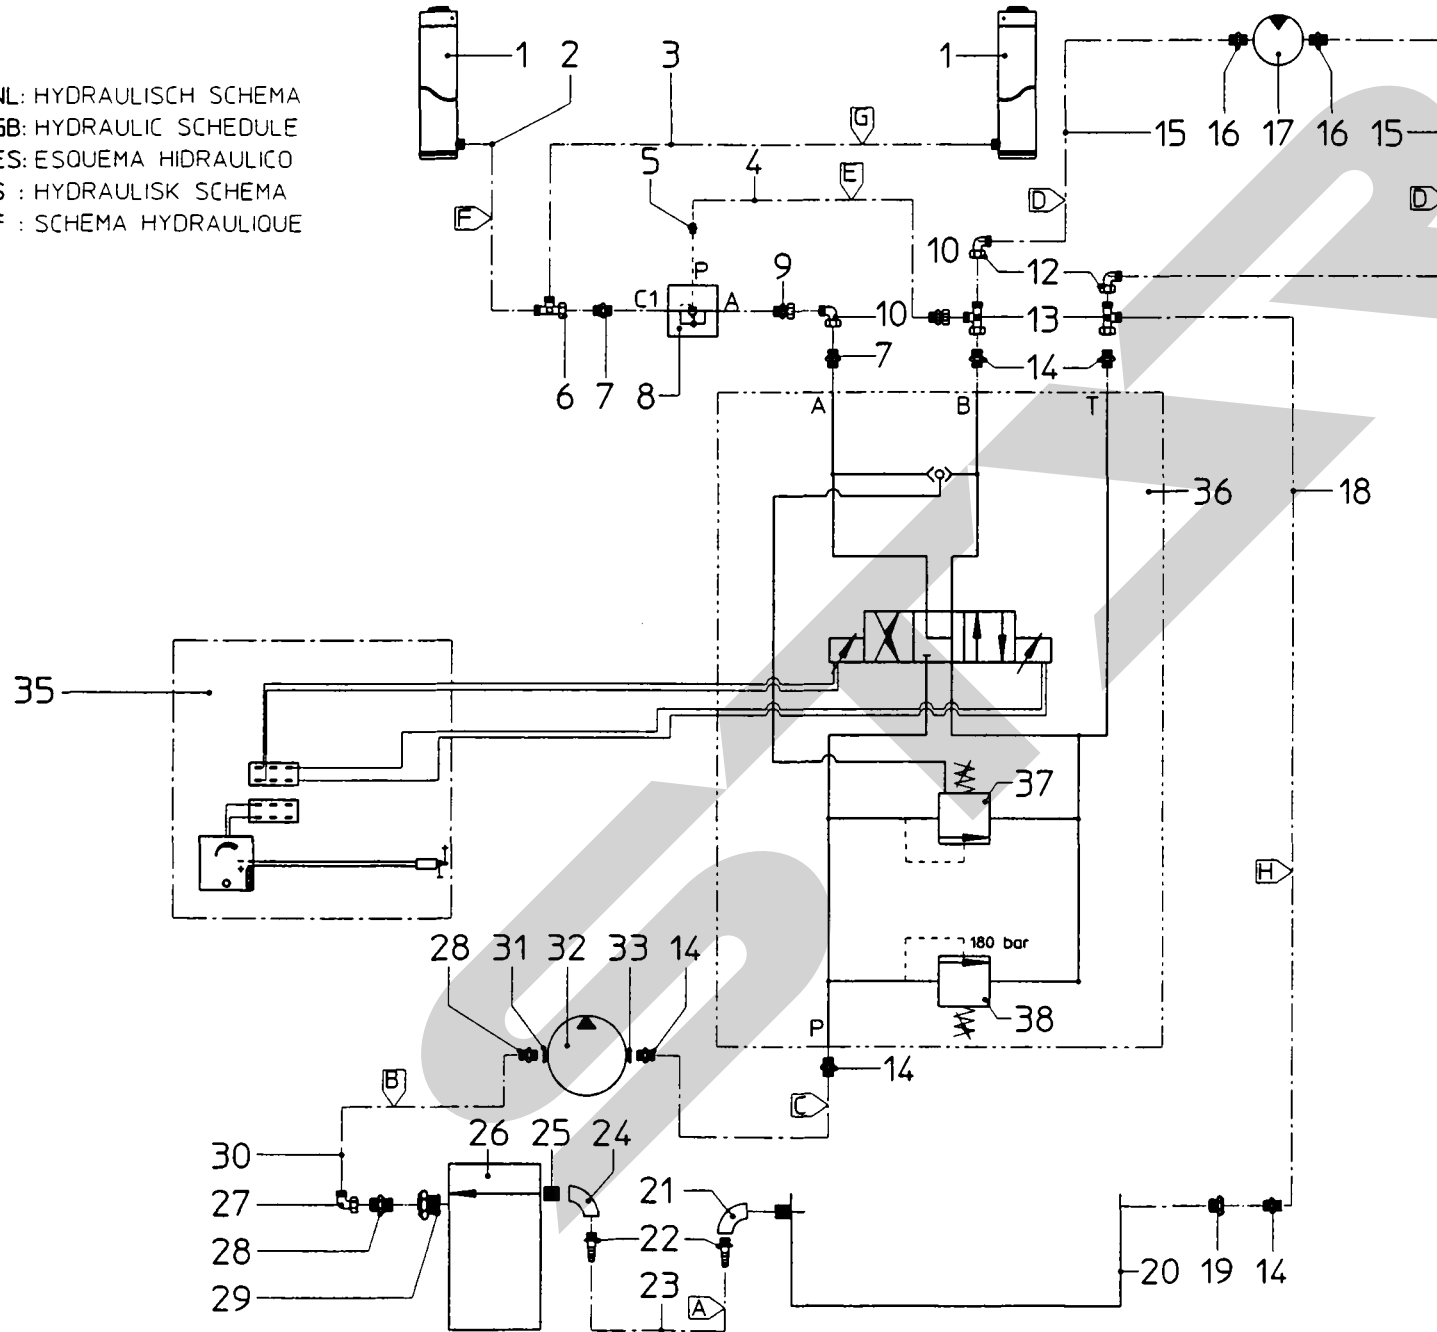 NL: HYDRAULISCH SCHEMA
GB: HYDRAULIC SCHEDULE
ES: ESQUEMA HIDRAULICO
S : HYDRAULISK SCHEMA
F : SCHEMA HYDRAULIQUE
1 2 3 1
15 16 17 16 15
G
5 4 E
F D D
P 9 10 12
C1 A 10 13
6 7 8 7 14
A B T
36 18
35
37
H
28 31 32 33 14
180 bar
38
P
14
B C
30 26 25 24
27 21
28 22
29 23 A 20 19 14
STAR